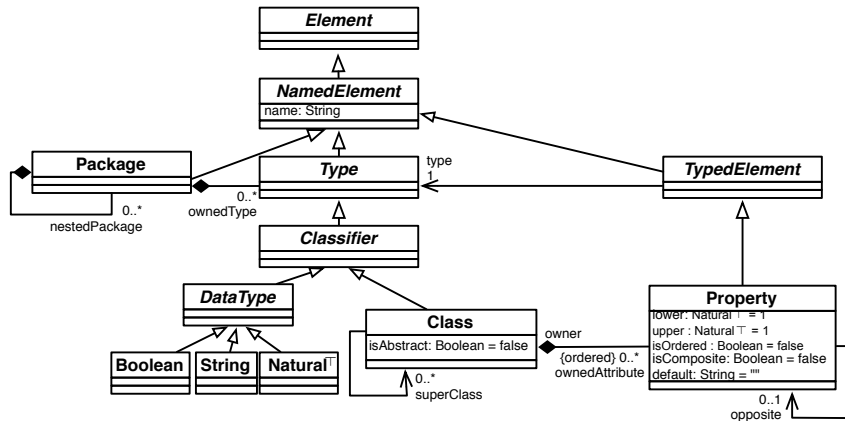 Element
NamedElement
name: String
Package
Type
type
1
TypedElement
0..*
nestedPackage
0..*
ownedType
Classifier
DataType
Class
isAbstract: Boolean = false
owner
{ordered} 0..*
ownedAttribute
Property
lower: Natural⊤ = 1
upper : Natural⊤ = 1
isOrdered : Boolean = false
isComposite: Boolean = false
default: String = ""
Boolean
String
Natural⊤
0..*
superClass
0..1
opposite